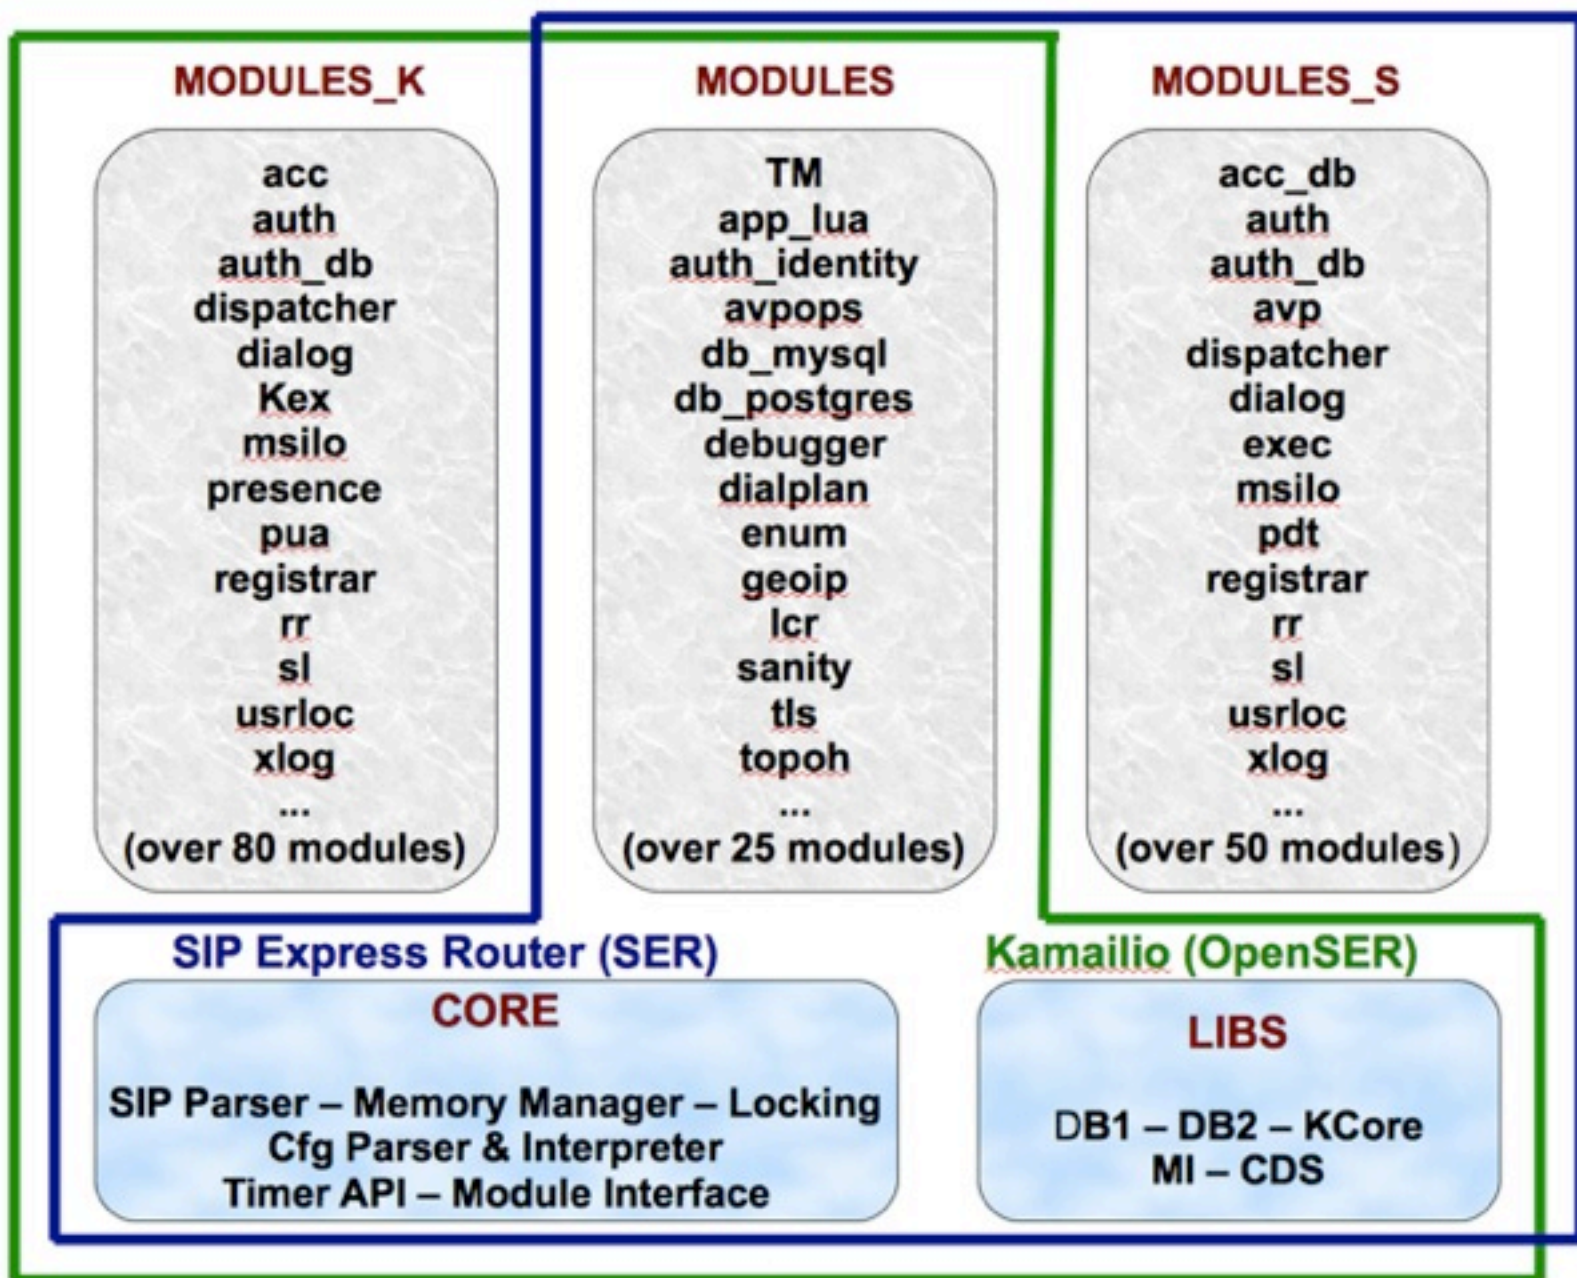 MODULES_K
acc
auth
auth_db
dispatcher
dialog
Kex
msilo
presence
pua
registrar
rr
sl
usrloc
xlog
...
(over 80 modules)
MODULES
TM
app_lua
auth_identity
avpops
db_mysql
db_postgres
debugger
dialplan
enum
geoip
lcr
sanity
tls
topoh
...
(over 25 modules)
MODULES_S
acc_db
auth
auth_db
avp
dispatcher
dialog
exec
msilo
pdt
registrar
rr
sl
usrloc
xlog
...
(over 50 modules)
SIP Express Router (SER)
CORE
SIP Parser – Memory Manager – Locking
Cfg Parser & Interpreter
Timer API – Module Interface
Kamailio (OpenSER)
LIBS
DB1 – DB2 – KCore
MI – CDS